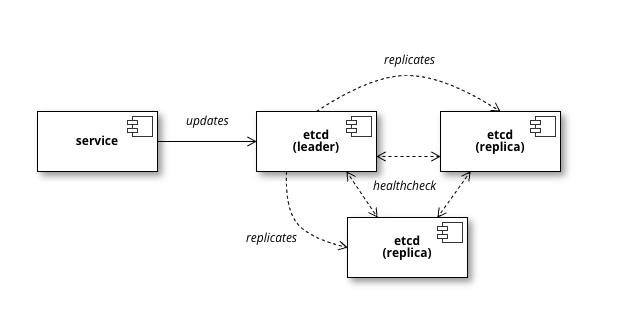 replicates
service
updates
etcd
(leader)
etcd
(replica)
healthcheck
replicates
etcd
(replica)